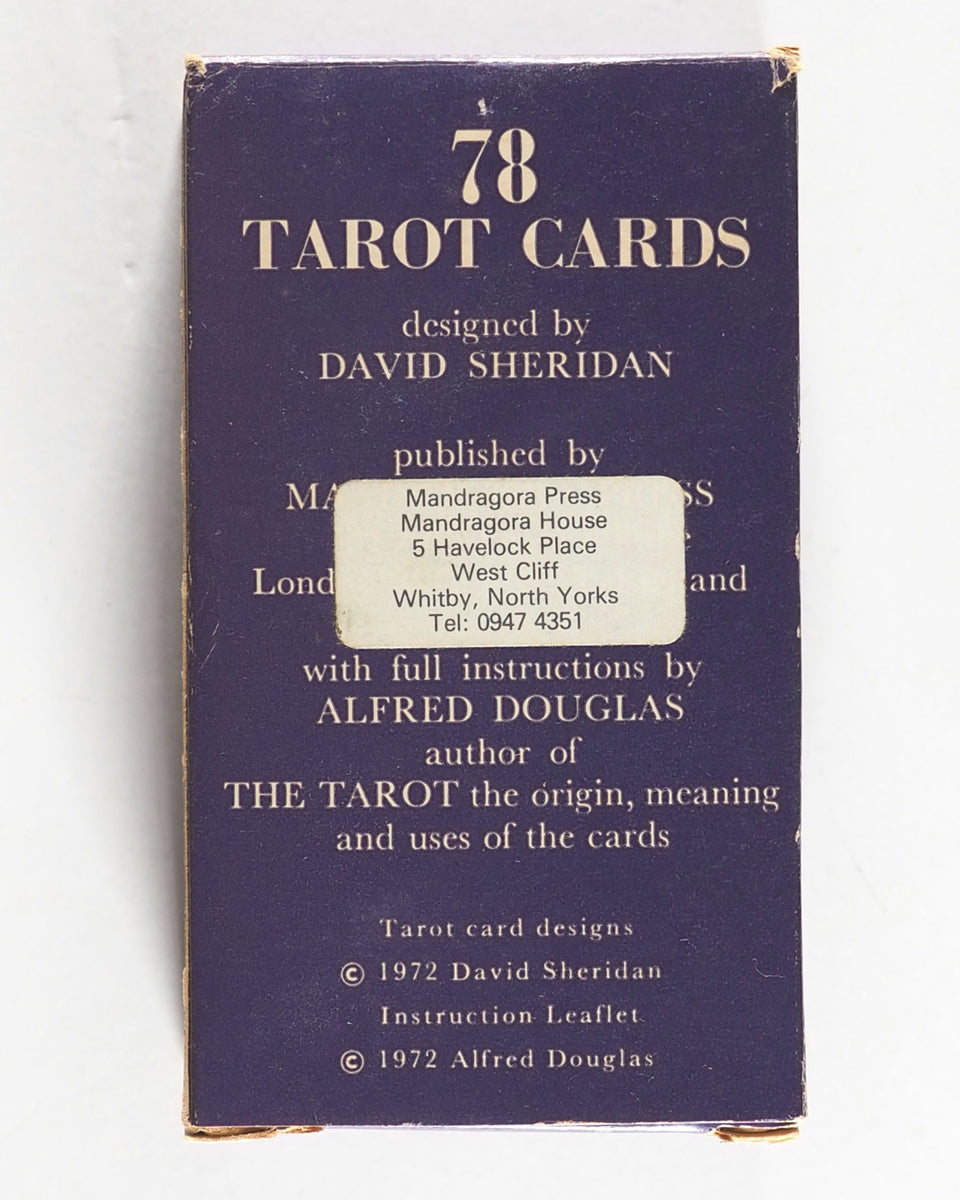 78
TAROT CARDS
designed by
DAVID SHERIDAN
published by
Mandragora Press
Mandragora House
5 Havelock Place
West Cliff
Whitby, North Yorks
Tel: 0947 4351
with full instructions by
ALFRED DOUGLAS
author of
THE TAROT the origin, meaning
and uses of the cards
Tarot card designs
© 1972 David Sheridan
Instruction Leaflet
© 1972 Alfred Douglas